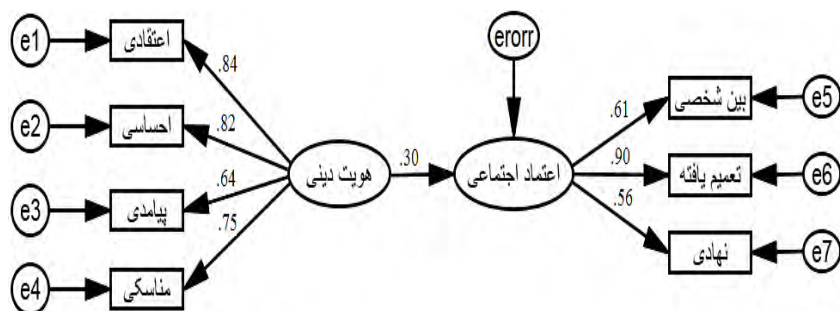 e1
اعتقادی
.84
e2
احساسی
.82
e3
پیامدی
.64
e4
مناسکی
.75
هویت دینی
.30
erorr
اعتماد اجتماعی
.61
بین شخصی
e5
.90
تعمیم یافته
e6
.56
نهادی
e7